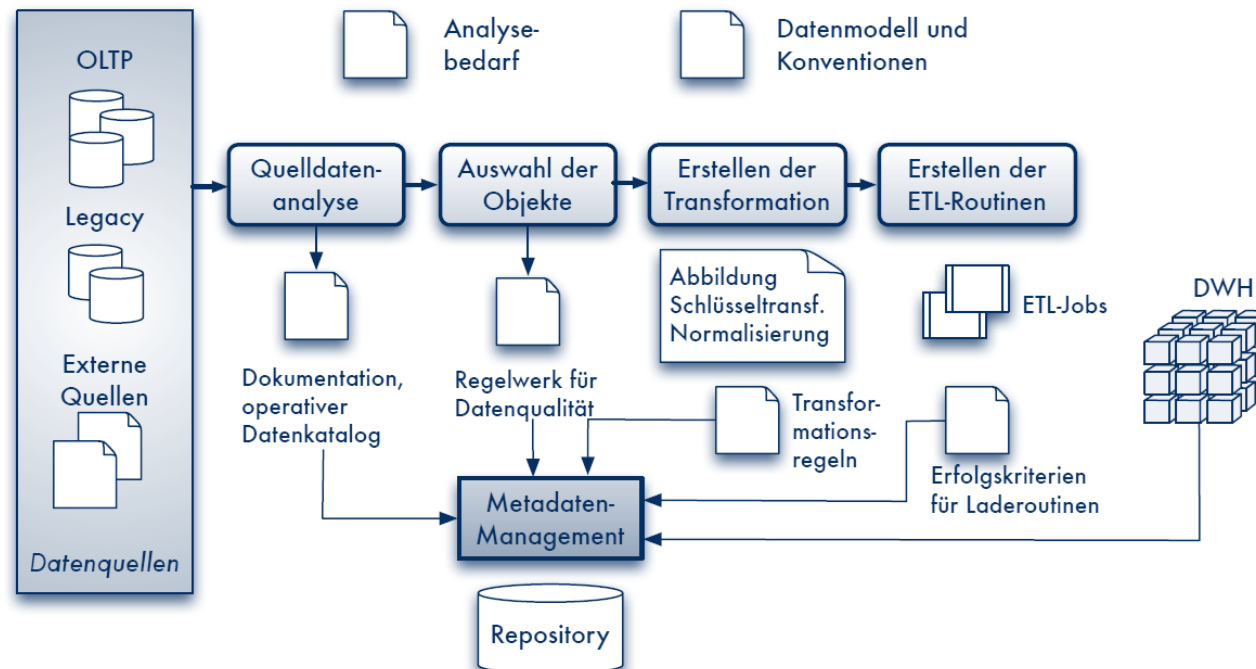 OLTP
Legacy
Externe
Quellen
Datenquellen
Analyse-
bedarf
Datenmodell und
Konventionen
Quelldaten-
analyse
Auswahl der
Objekte
Erstellen der
Transformation
Erstellen der
ETL-Routinen
Dokumentation,
operativer
Datenkatalog
Regelwerk für
Datenqualität
Abbildung
Schlüsseltransf.
Normalisierung
ETL-Jobs
DWH
Transfor-
mations-
regeln
Erfolgskriterien
für Laderoutinen
Metadaten-
Management
Repository